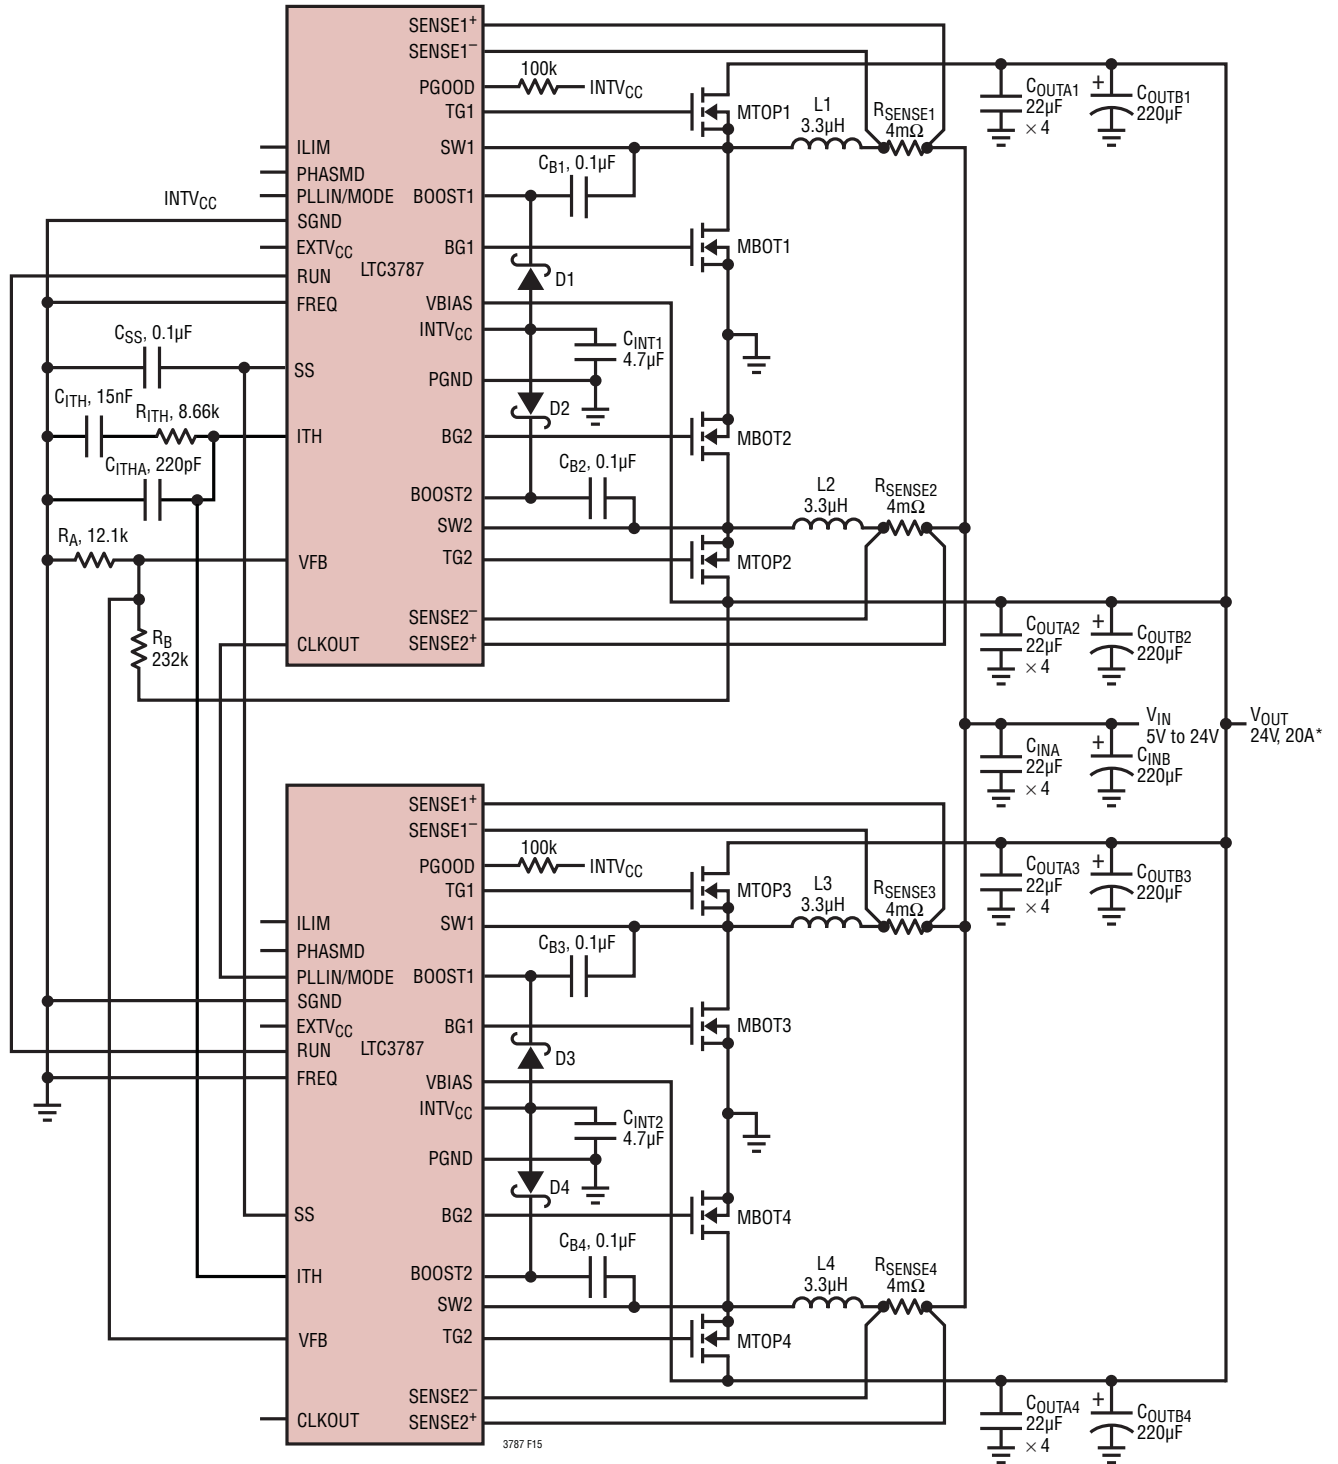 SENSE1+
SENSE1–
PGOOD
100k
INTVCC
TG1
MTOP1
L1
3.3µH
RSENSE1
4mΩ
COUTA1
22µF
× 4
+
COUTB1
220µF
ILIM
PHASMD
PLLIN/MODE
INTVCC
SGND
EXTVCC
RUN
FREQ
LTC3787
SW1
CB1, 0.1µF
BOOST1
BG1
MBOT1
D1
VBIAS
INTVCC
CINT1
4.7µF
PGND
D2
CSS, 0.1µF
SS
CITH, 15nF
RITH, 8.66k
ITH
CITHA, 220pF
RA, 12.1k
VFB
RB
232k
CLKOUT
BG2
MBOT2
CB2, 0.1µF
BOOST2
SW2
L2
3.3µH
RSENSE2
4mΩ
TG2
MTOP2
SENSE2–
SENSE2+
COUTA2
22µF
× 4
+
COUTB2
220µF
VIN
5V to 24V
VOUT
24V, 20A*
CINA
22µF
× 4
+
CINB
220µF
SENSE1+
SENSE1–
PGOOD
100k
INTVCC
TG1
MTOP3
L3
3.3µH
RSENSE3
4mΩ
COUTA3
22µF
× 4
+
COUTB3
220µF
ILIM
PHASMD
PLLIN/MODE
SGND
EXTVCC
RUN
FREQ
LTC3787
SW1
CB3, 0.1µF
BOOST1
BG1
MBOT3
D3
VBIAS
INTVCC
CINT2
4.7µF
PGND
D4
SS
BG2
MBOT4
CB4, 0.1µF
ITH
BOOST2
SW2
L4
3.3µH
RSENSE4
4mΩ
VFB
TG2
MTOP4
SENSE2–
SENSE2+
CLKOUT
COUTA4
22µF
× 4
+
COUTB4
220µF
3787 F15